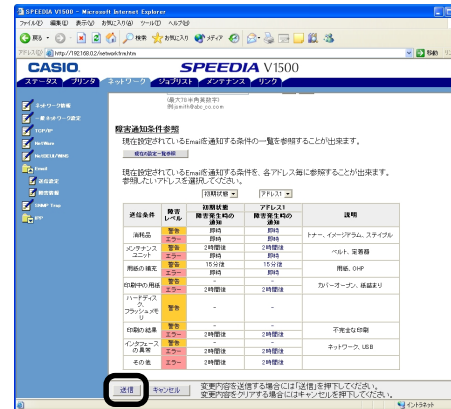 SPEEDIA V1500 - Microsoft Internet Explorer
ファイル(F) 編集(E) 表示(V) お気に入り(A) ツール(T) ヘルプ(H)
戻る 検索 お気に入り メディア
アドレス(D) http://192.168.0.2/networkfrm.htm 移動
CASIO SPEEDIA V1500
ステータス プリンタ ネットワーク ジョブリスト メンテナンス リンク
ネットワーク情報
一般ネットワーク設定
TCP/IP
NetWare
NetBEUI/WINS
Email
送信設定
障害情報
SNMP Trap
IPP
(最大70半角英数字)
例)smith@abc_co.com
障害通知条件参照
現在設定されているEmailを通知する条件の一覧を参照することが出来ます。
現在の設定一覧参照
現在設定されているEmailを通知する条件を、各アドレス毎に参照することが出来ます。
参照したいアドレスを選択してください。
初期状態 アドレス1
送信条件 障害レベル 初期状態 障害発生時の通知 アドレス1 障害発生時の通知 説明
消耗品 警告 即時 即時 トナー、イメージドラム、ステイプル
エラー 即時 即時
メンテナンスユニット 警告 2時間後 2時間後 ベルト、定着器
エラー 即時 即時
用紙の補充 警告 15分後 15分後 用紙、OHP
エラー 即時 即時
印刷中の用紙 警告 - - カバーオープン、紙詰まり
エラー 2時間後 2時間後
ハードディスク、フラッシュメモリ 警告 - -
印刷の結果 警告 - - 不完全な印刷
エラー 2時間後 2時間後
インタフェースの異常 警告 - - ネットワーク、USB
エラー 2時間後 2時間後
その他 エラー 2時間後 2時間後
送信 キャンセル 変更内容を送信する場合には「送信」を押下してください。
変更内容をクリアする場合にはキャンセルを押下してください。
インターネット